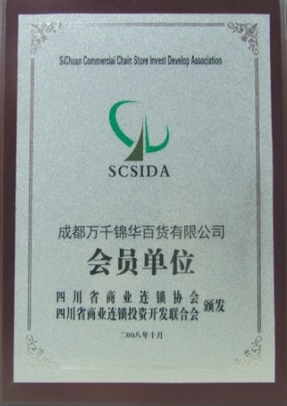 SiChuan Commercial Chain Store Invest Develop Association
SCSIDA
成都万千锦华百货有限公司
会员单位
四川省商业连锁协会
四川省商业连锁投资开发联合会 颁发
二00八年十月